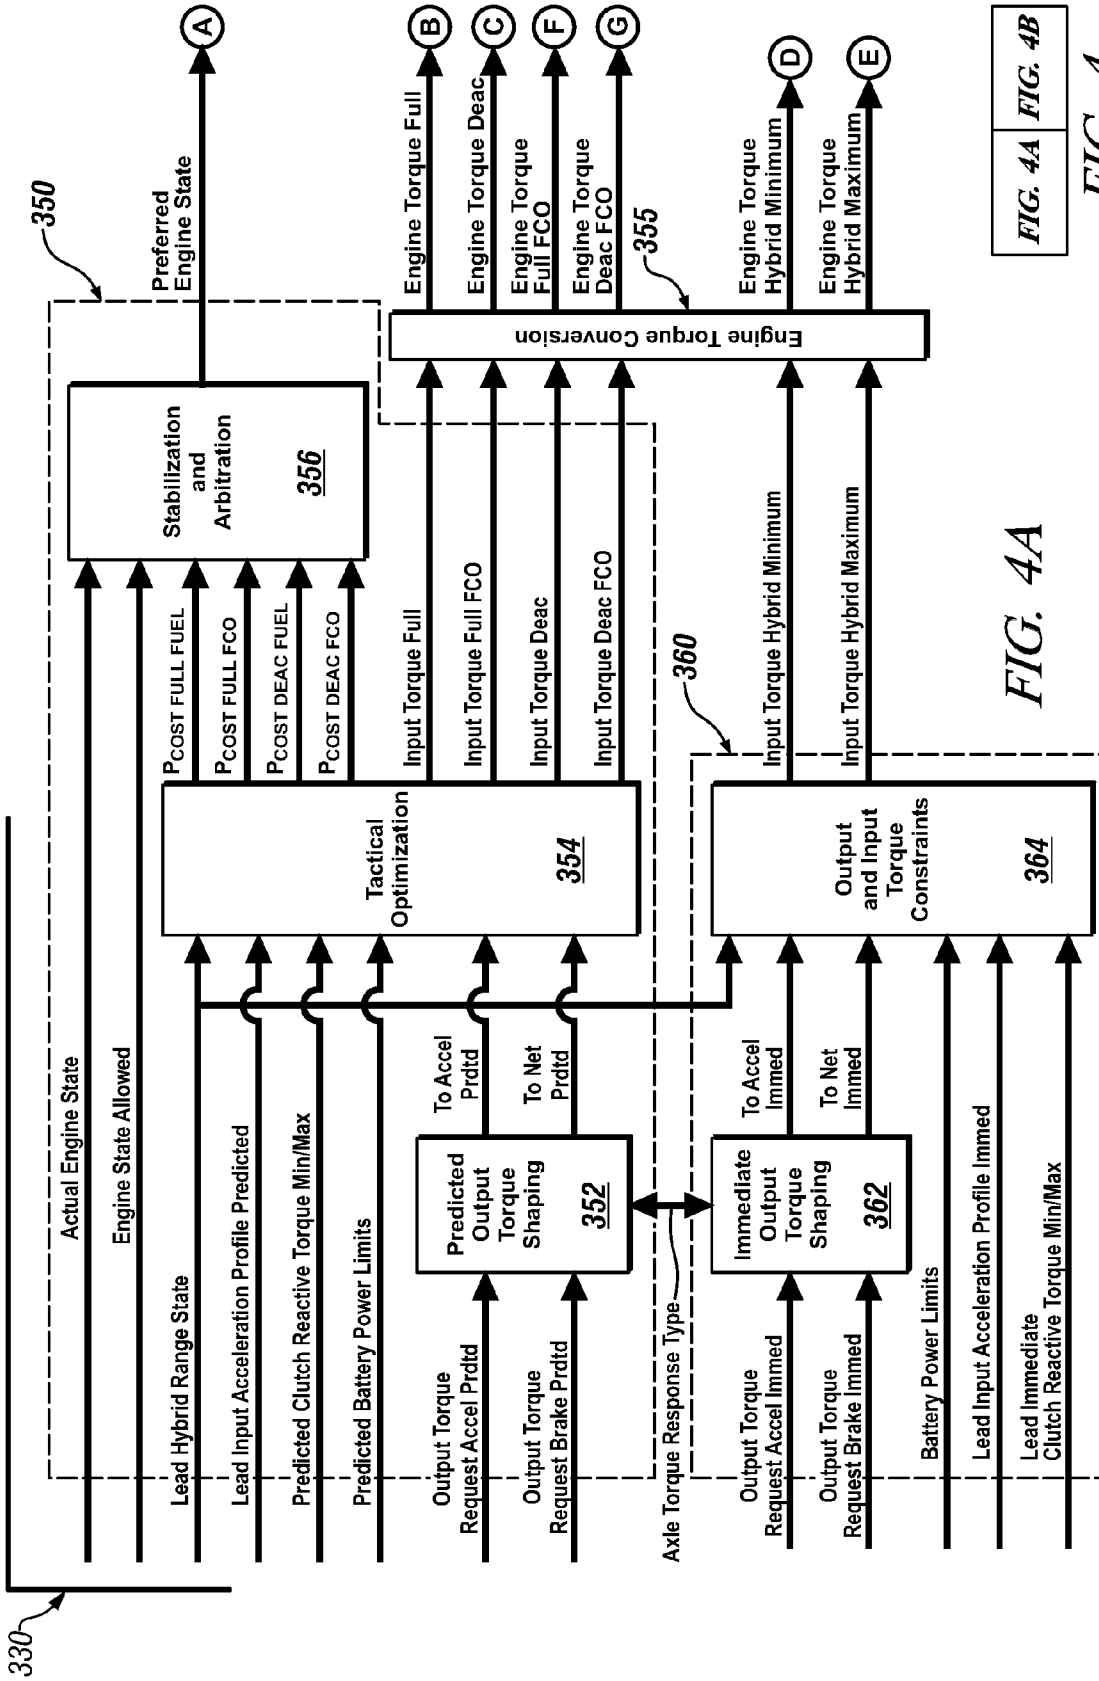 330
350
Actual Engine State
Engine State Allowed
Lead Hybrid Range State
Lead Input Acceleration Profile Predicted
Predicted Clutch Reactive Torque Min/Max
Predicted Battery Power Limits
Output Torque
Request Accel Prdtd
Output Torque
Request Brake Prdtd
Predicted
Output
Torque
Shaping
352
To Accel
Prdtd
To Net
Prdtd
Tactical
Optimization
354
PCOST FULL FUEL
PCOST FULL FCO
PCOST DEAC FUEL
PCOST DEAC FCO
Stabilization
and
Arbitration
356
Preferred
Engine State
A
Input Torque Full
Input Torque Full FCO
Input Torque Deac
Input Torque Deac FCO
Engine Torque Conversion
355
Engine Torque Full
B
Engine Torque Deac
C
Engine Torque
Full FCO
F
Engine Torque
Deac FCO
G
Axle Torque Response Type
360
Output Torque
Request Accel Immed
Output Torque
Request Brake Immed
Battery Power Limits
Lead Input Acceleration Profile Immed
Lead Immediate
Clutch Reactive Torque Min/Max
Immediate
Output
Torque
Shaping
362
To Accel
Immed
To Net
Immed
Output
and Input
Torque
Constraints
364
Input Torque Hybrid Minimum
Input Torque Hybrid Maximum
Engine Torque
Hybrid Minimum
D
Engine Torque
Hybrid Maximum
E
FIG. 4A
FIG. 4A FIG. 4B
FIG. 4